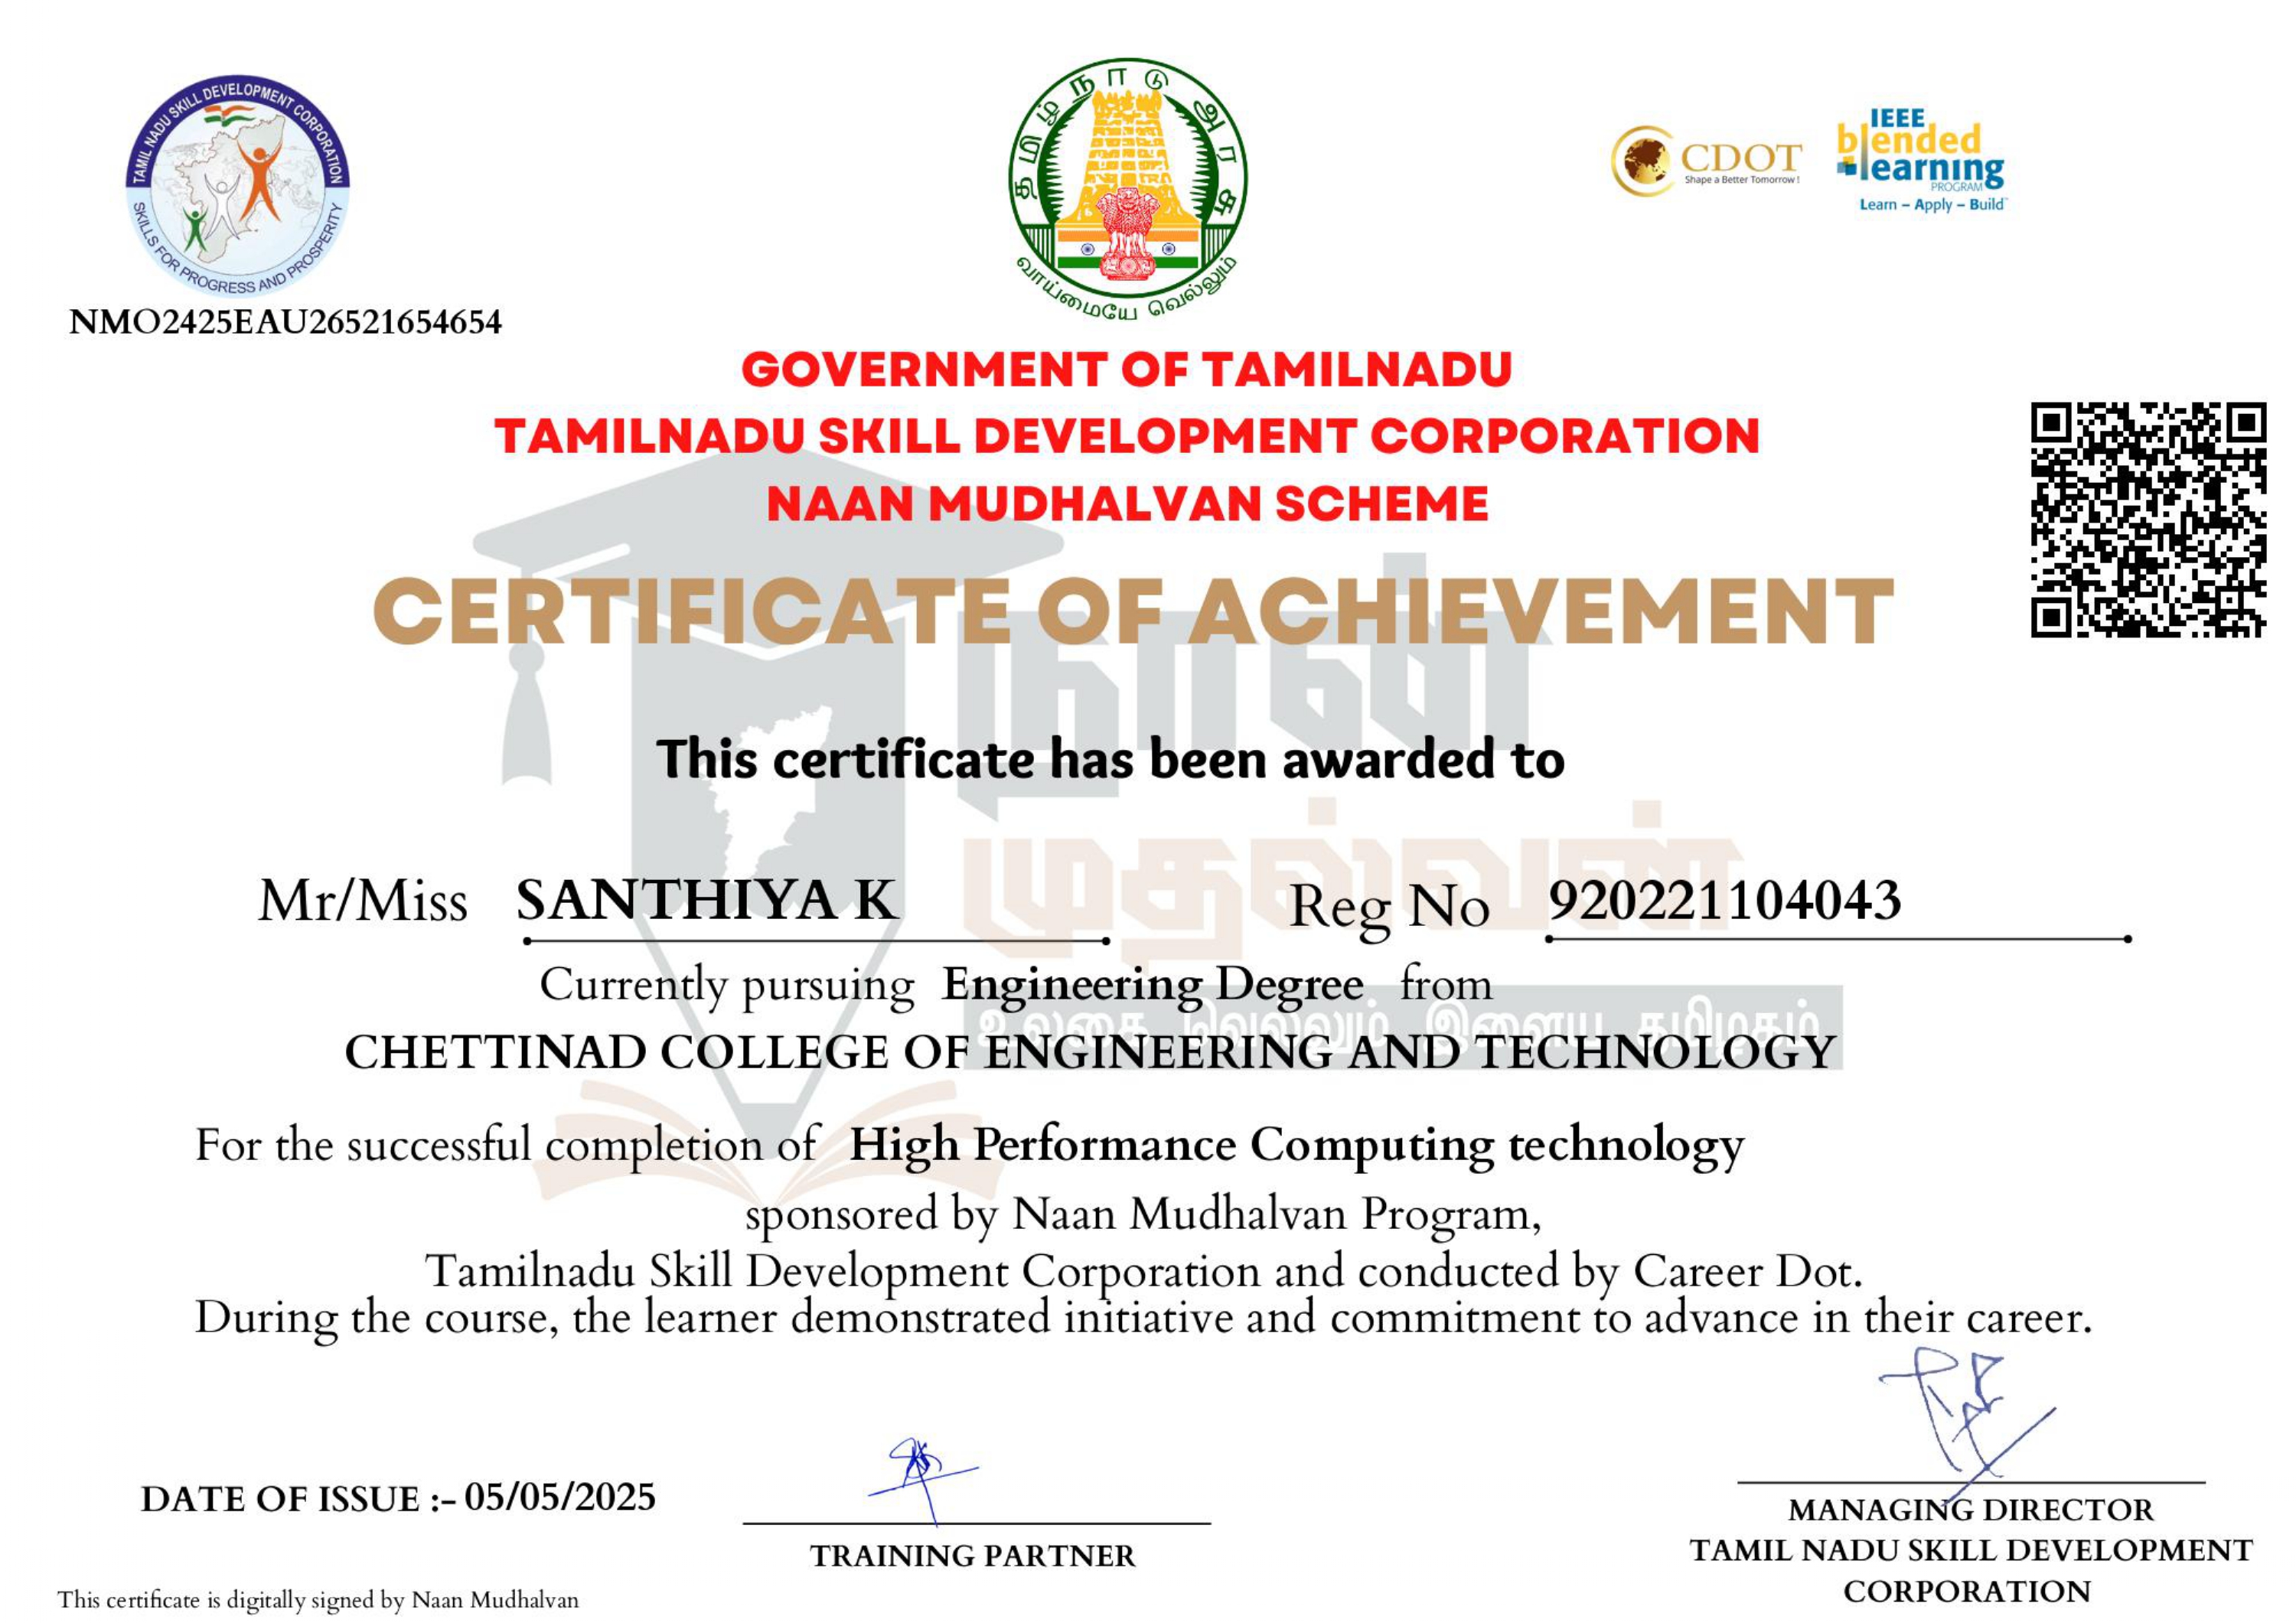 TAMIL NADU SKILL DEVELOPMENT CORPORATION
SKILLS FOR PROGRESS AND PROSPERITY
தமிழ்நாடு அரசு
வாய்மையே வெல்லும்
CDOT
Shape a Better Tomorrow !
IEEE
blended
learning
PROGRAM
Learn – Apply – Build
NMO2425EAU26521654654
GOVERNMENT OF TAMILNADU
TAMILNADU SKILL DEVELOPMENT CORPORATION
NAAN MUDHALVAN SCHEME
CERTIFICATE OF ACHIEVEMENT
நான்
This certificate has been awarded to
முதல்வன்
Mr/Miss SANTHIYA K Reg No 920221104043
Currently pursuing Engineering Degree from
உலகை வெல்லும் இளைய தமிழகம்
CHETTINAD COLLEGE OF ENGINEERING AND TECHNOLOGY
For the successful completion of High Performance Computing technology
sponsored by Naan Mudhalvan Program,
Tamilnadu Skill Development Corporation and conducted by Career Dot.
During the course, the learner demonstrated initiative and commitment to advance in their career.
DATE OF ISSUE :- 05/05/2025
TRAINING PARTNER
MANAGING DIRECTOR
TAMIL NADU SKILL DEVELOPMENT
CORPORATION
This certificate is digitally signed by Naan Mudhalvan